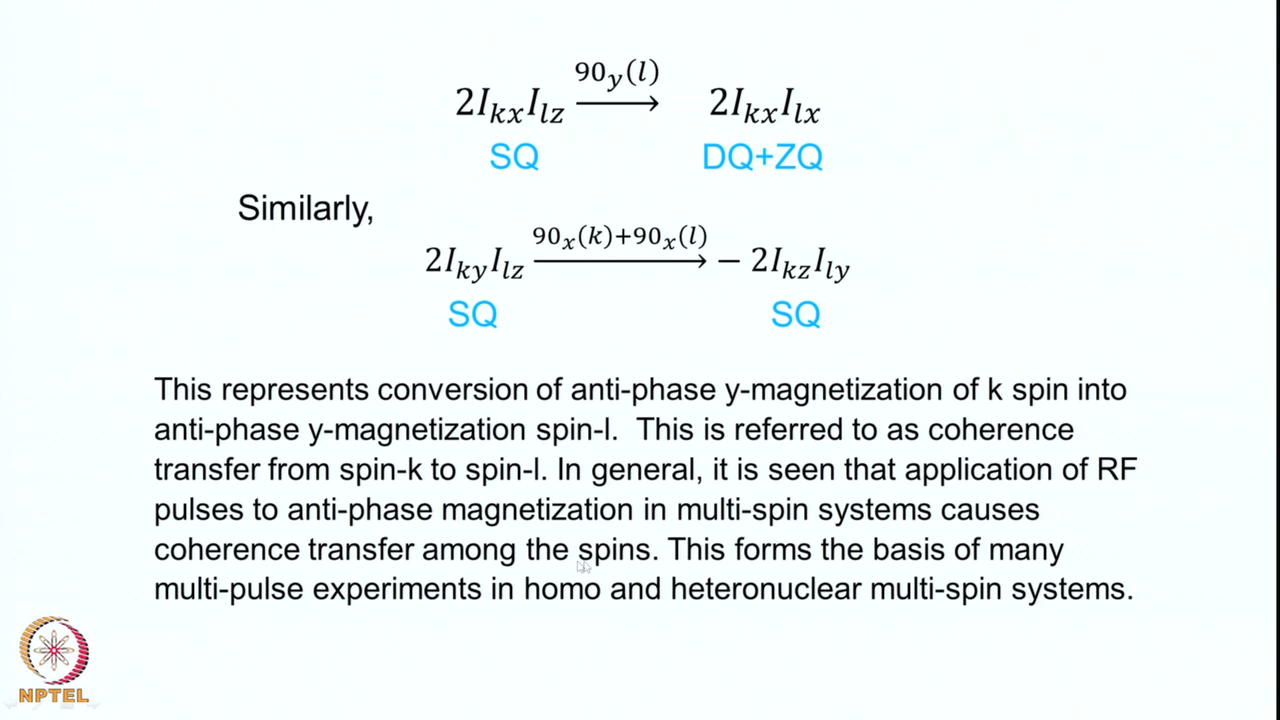 2I_{kx}I_{lz} \xrightarrow{90_y(l)} 2I_{kx}I_{lx}
SQ DQ+ZQ
Similarly,
2I_{ky}I_{lz} \xrightarrow{90_x(k)+90_x(l)} − 2I_{kz}I_{ly}
SQ SQ
This represents conversion of anti-phase y-magnetization of k spin into
anti-phase y-magnetization spin-l. This is referred to as coherence
transfer from spin-k to spin-l. In general, it is seen that application of RF
pulses to anti-phase magnetization in multi-spin systems causes
coherence transfer among the spins. This forms the basis of many
multi-pulse experiments in homo and heteronuclear multi-spin systems.
NPTEL